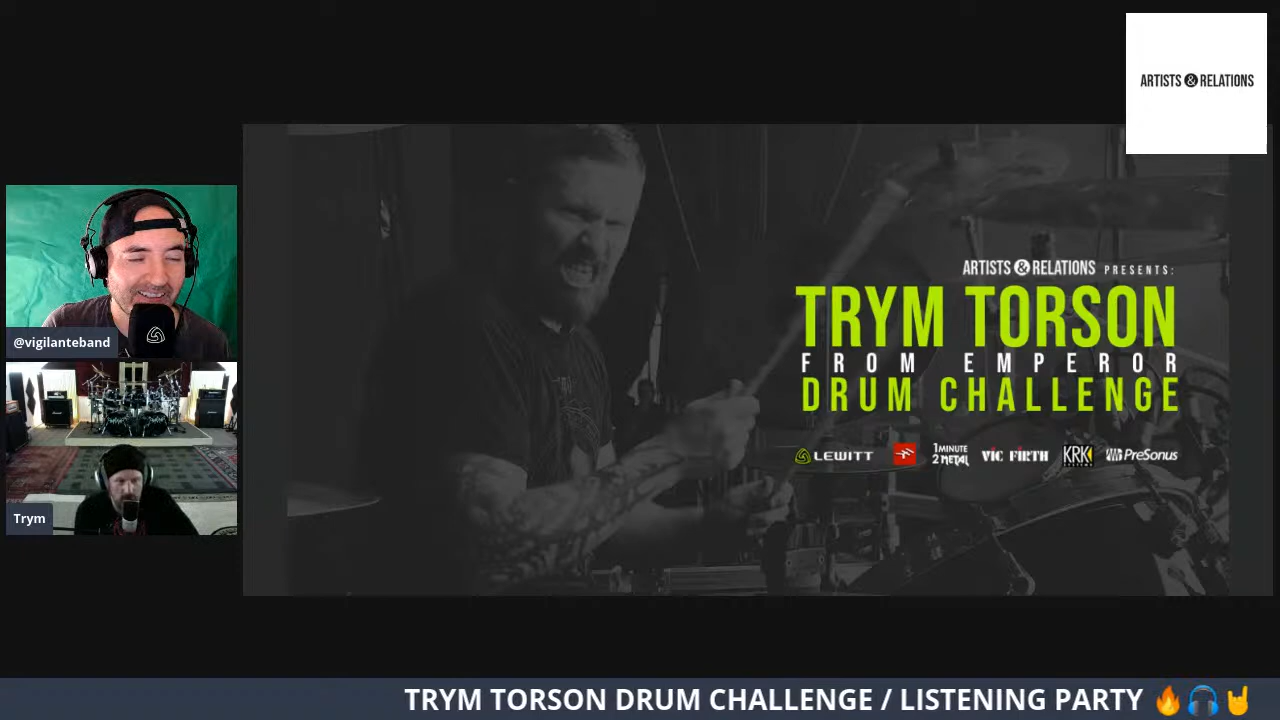 ARTISTS & RELATIONS
@vigilanteband
Trym
ARTISTS & RELATIONS PRESENTS:
TRYM TORSON
FROM EMPEROR
DRUM CHALLENGE
LEWITT 1 MINUTE 2 METAL VIC FIRTH KRK SYSTEMS PreSonus
TRYM TORSON DRUM CHALLENGE / LISTENING PARTY 🔥🎧🤘